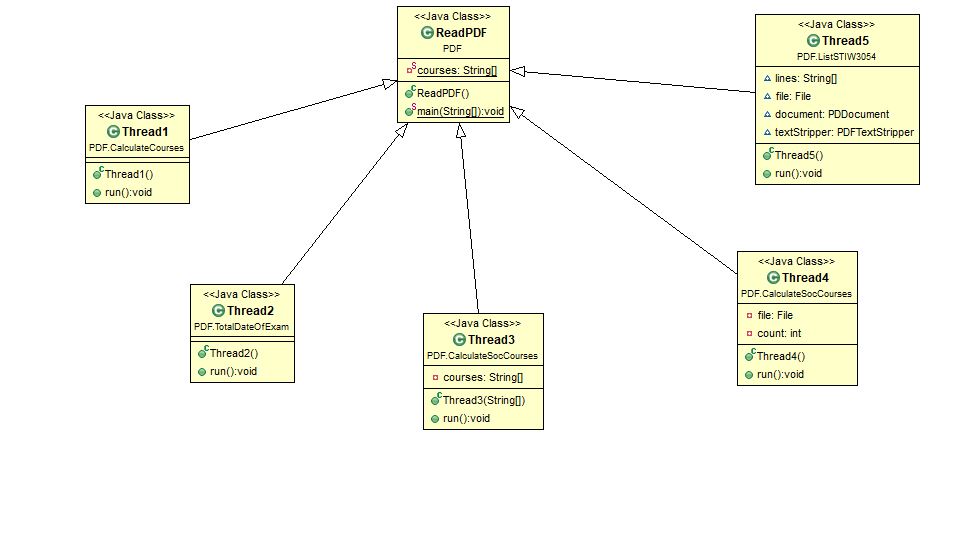 <<Java Class>>
ReadPDF
PDF
courses: String[]
ReadPDF()
main(String[]):void
<<Java Class>>
Thread5
PDF.ListSTIW3054
lines: String[]
file: File
document: PDDocument
textStripper: PDFTextStripper
Thread5()
run():void
<<Java Class>>
Thread1
PDF.CalculateCourses
Thread1()
run():void
<<Java Class>>
Thread2
PDF.TotalDateOfExam
Thread2()
run():void
<<Java Class>>
Thread3
PDF.CalculateSocCourses
courses: String[]
Thread3(String[])
run():void
<<Java Class>>
Thread4
PDF.CalculateSocCourses
file: File
count: int
Thread4()
run():void